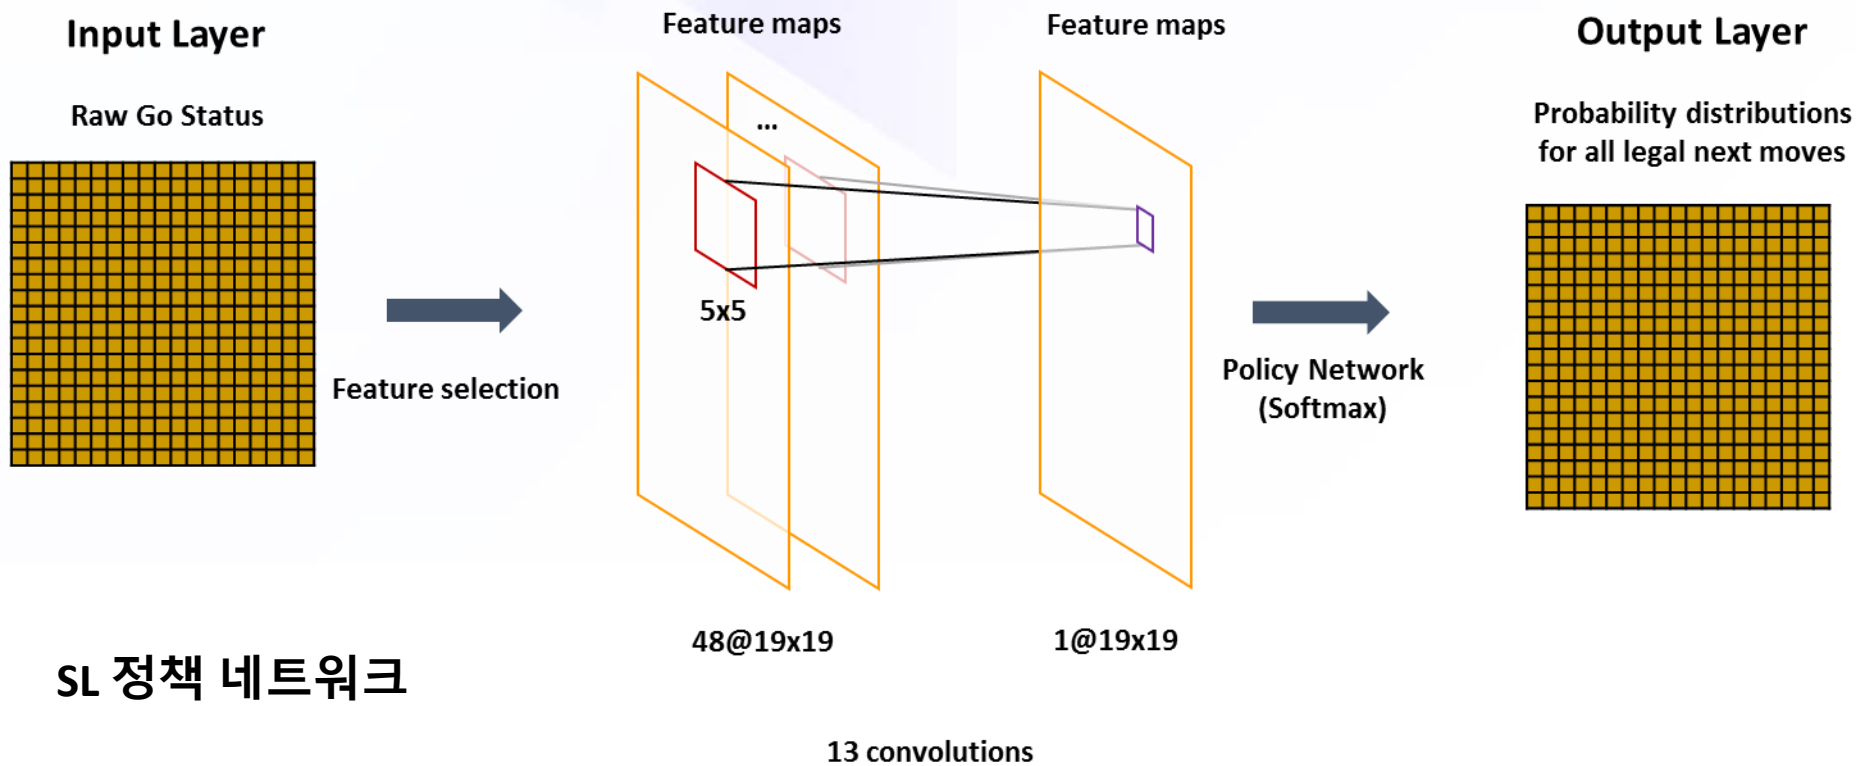 Input Layer
Raw Go Status
Feature selection
Feature maps
...
5x5
48@19x19
Feature maps
1@19x19
13 convolutions
Policy Network
(Softmax)
Output Layer
Probability distributions
for all legal next moves
SL 정책 네트워크